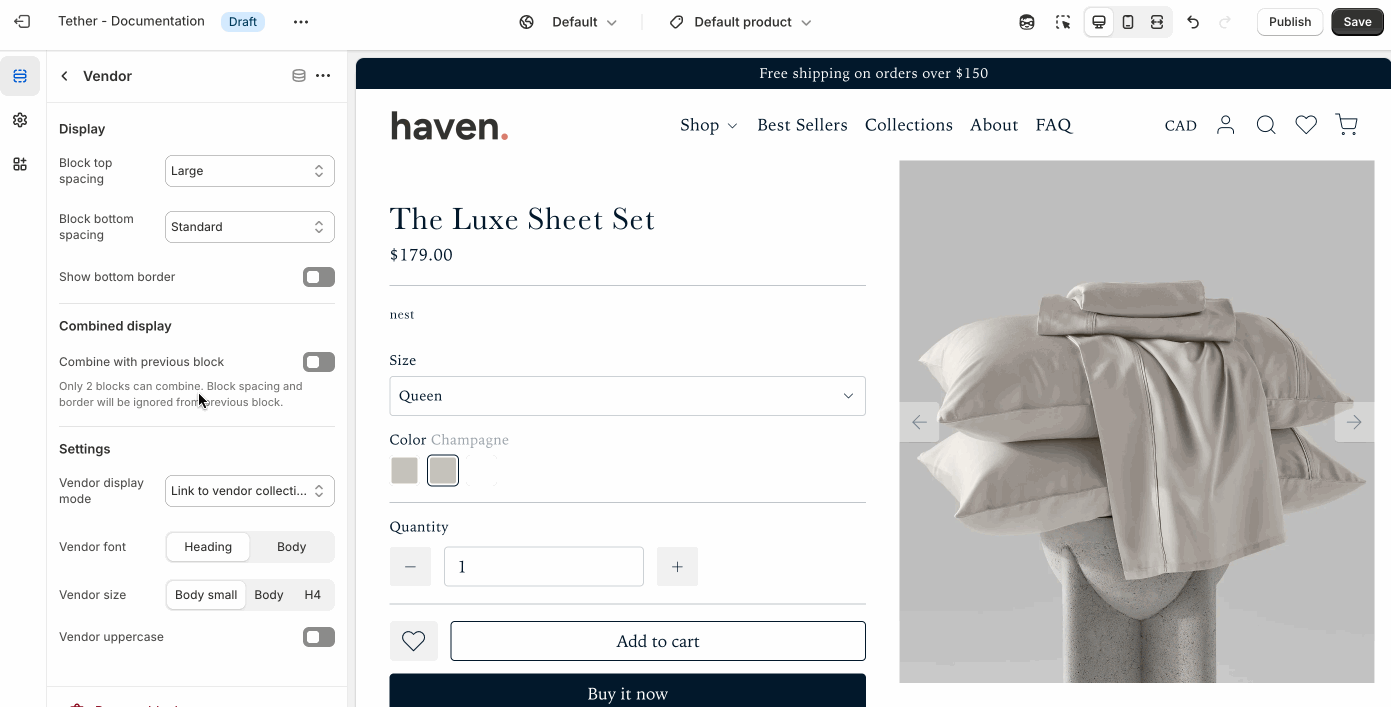 Tether - Documentation
Draft
Default
Default product
Publish
Save
Vendor
Display
Block top
spacing
Large
Block bottom
spacing
Standard
Show bottom border
Combined display
Combine with previous block
Only 2 blocks can combine. Block spacing and
border will be ignored from previous block.
Settings
Vendor display
mode
Link to vendor collecti...
Vendor font
Heading
Body
Vendor size
Body small
Body
H4
Vendor uppercase
Free shipping on orders over $150
haven.
Shop
Best Sellers
Collections
About
FAQ
CAD
The Luxe Sheet Set
$179.00
nest
Size
Queen
Color Champagne
Quantity
1
Add to cart
Buy it now